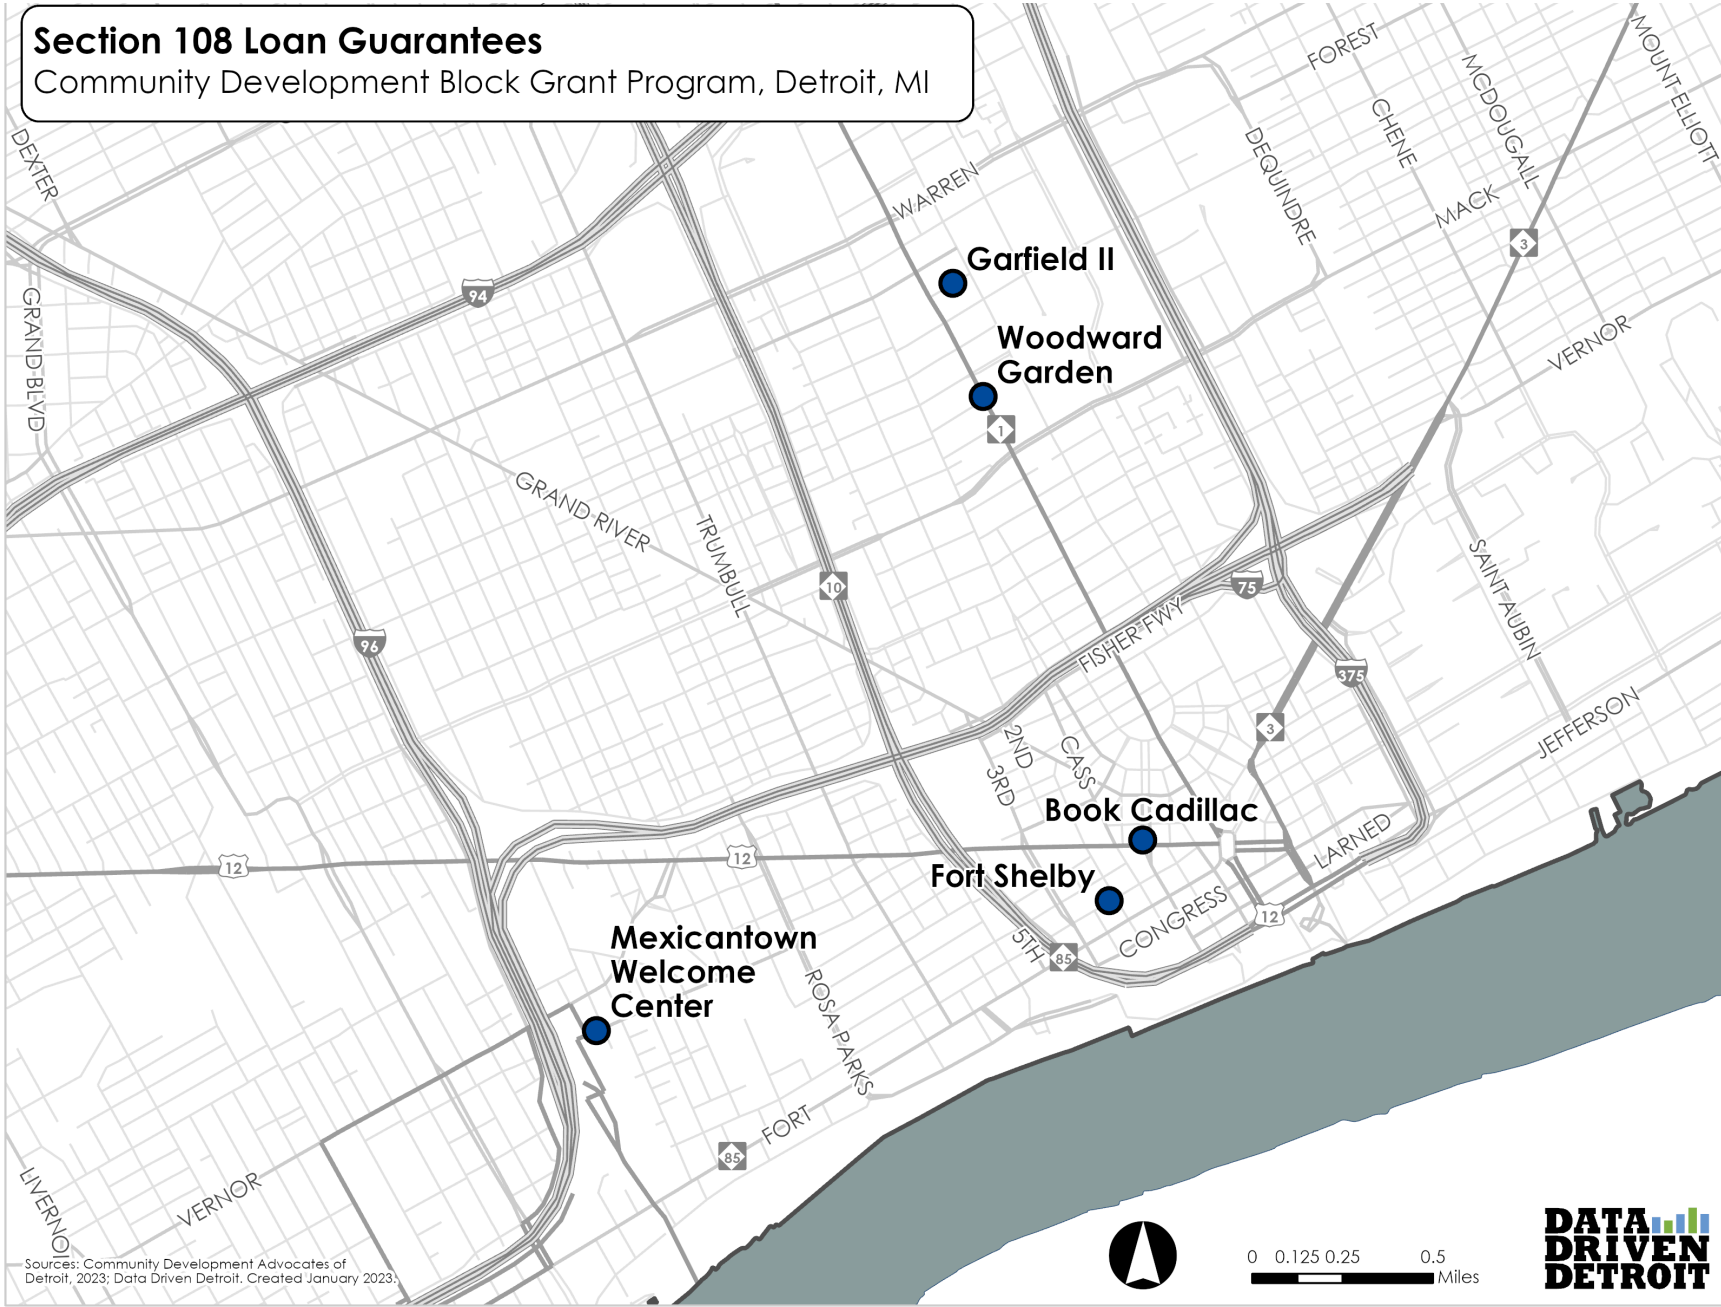 Section 108 Loan Guarantees
Community Development Block Grant Program, Detroit, MI
FOREST
MOUNT ELLIOTT
MCDOUGALL
CHENE
DEXTER
DEQUINDRE
WARREN
MACK
3
Garfield II
94
GRAND BLVD
Woodward
Garden
VERNOR
1
GRAND RIVER
TRUMBULL
10
75
SAINT AUBIN
FISHER FWY
96
375
3
JEFFERSON
2ND
CASS
3RD
Book Cadillac
LARNED
12
12
Fort Shelby
CONGRESS
12
5TH
85
Mexicantown
Welcome
Center
ROSA PARKS
FORT
85
VERNOR
LIVERNOI
Sources: Community Development Advocates of
Detroit, 2023; Data Driven Detroit. Created January 2023.
0 0.125 0.25 0.5
Miles
DATA
DRIVEN
DETROIT